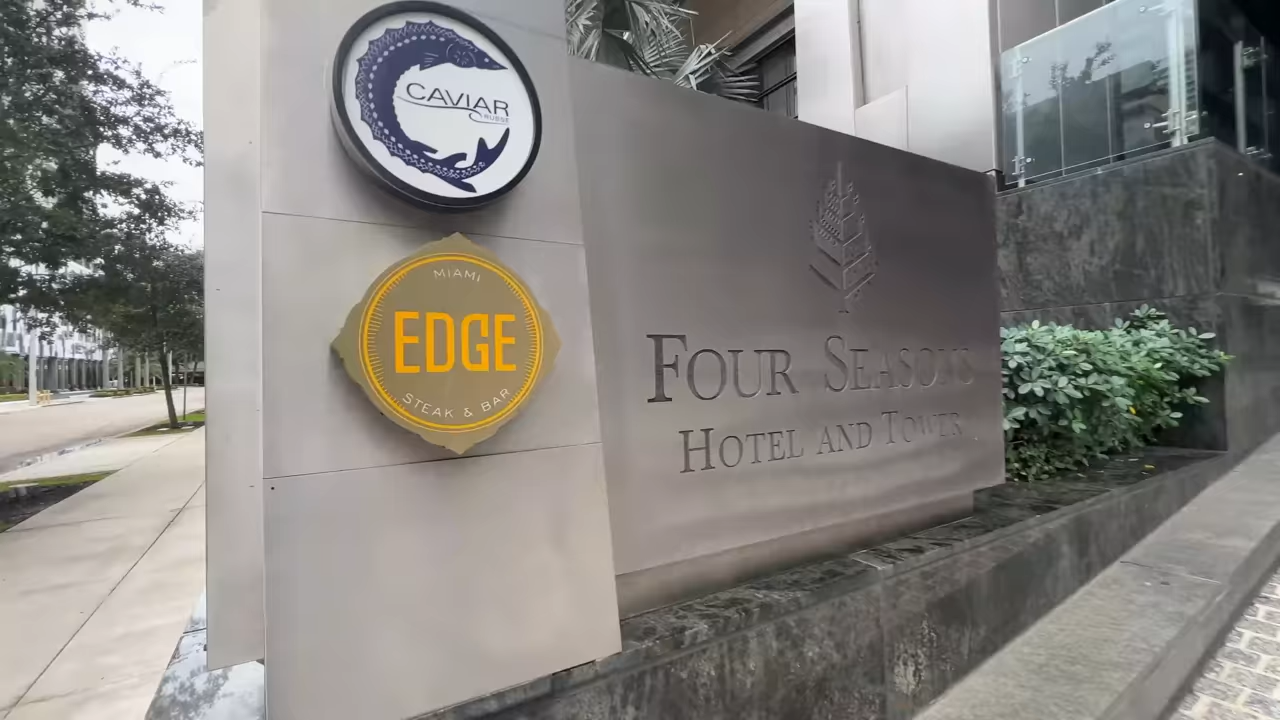 CAVIAR
RUSSE
MIAMI
EDGE
STEAK & BAR
FOUR SEASONS
HOTEL AND TOWER